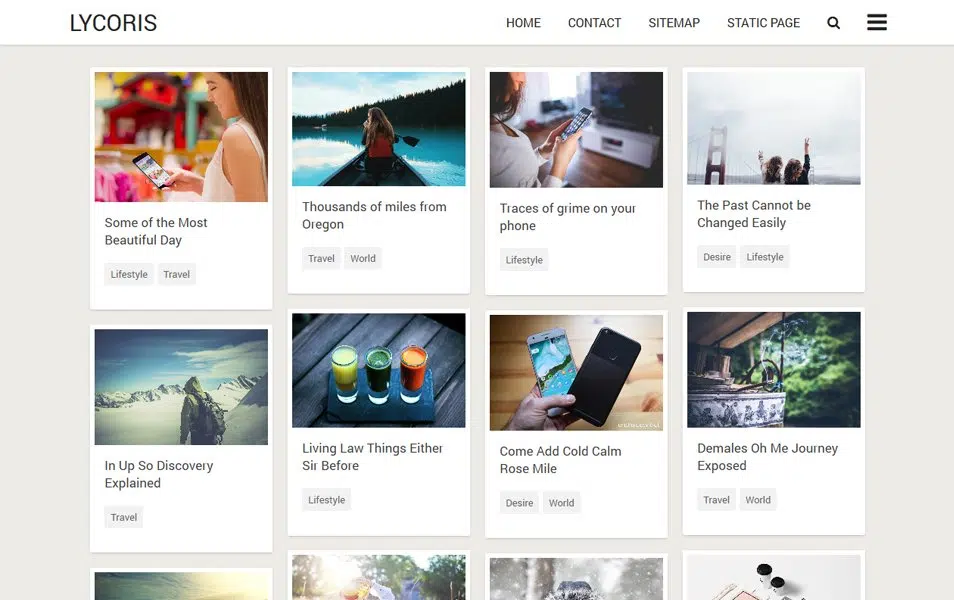 LYCORIS
HOME CONTACT SITEMAP STATIC PAGE
Some of the Most
Beautiful Day
Lifestyle Travel
Thousands of miles from
Oregon
Travel World
Traces of grime on your
phone
Lifestyle
The Past Cannot be
Changed Easily
Desire Lifestyle
In Up So Discovery
Explained
Travel
Living Law Things Either
Sir Before
Lifestyle
Come Add Cold Calm
Rose Mile
Desire World
Demales Oh Me Journey
Exposed
Travel World